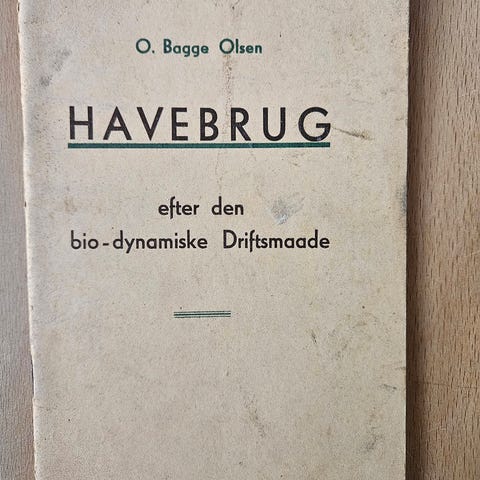 O. Bagge Olsen
HAVEBRUG
efter den
bio-dynamiske Driftsmaade